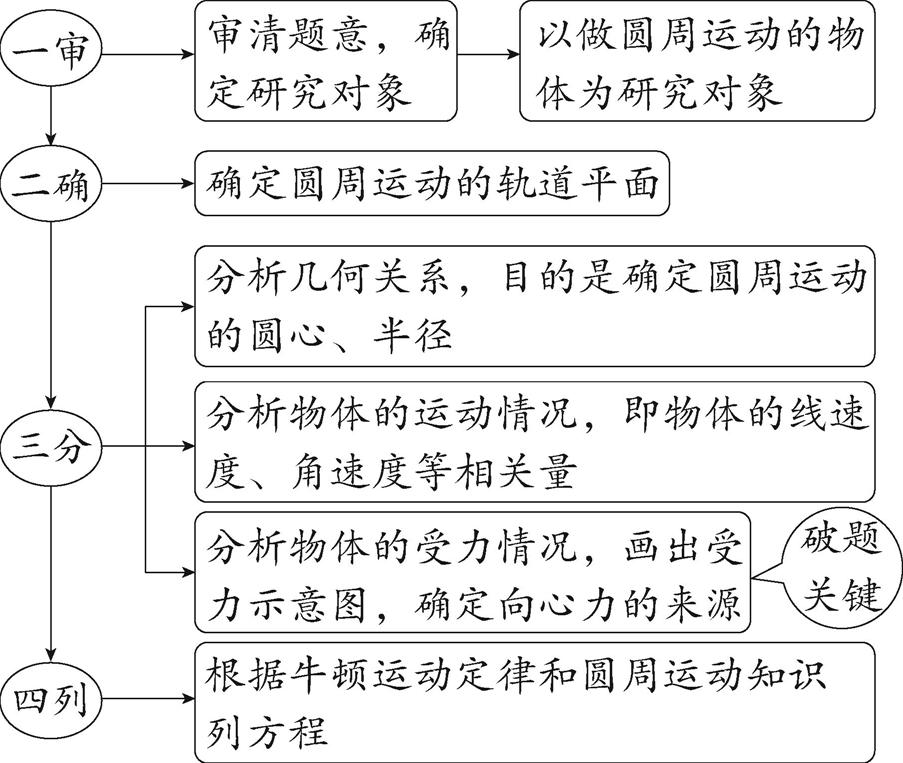 一审
审清题意，确
定研究对象
以做圆周运动的物
体为研究对象
二确
确定圆周运动的轨道平面
三分
分析几何关系，目的是确定圆周运动
的圆心、半径
分析物体的运动情况，即物体的线速
度、角速度等相关量
分析物体的受力情况，画出受
力示意图，确定向心力的来源
破题
关键
四列
根据牛顿运动定律和圆周运动知识
列方程